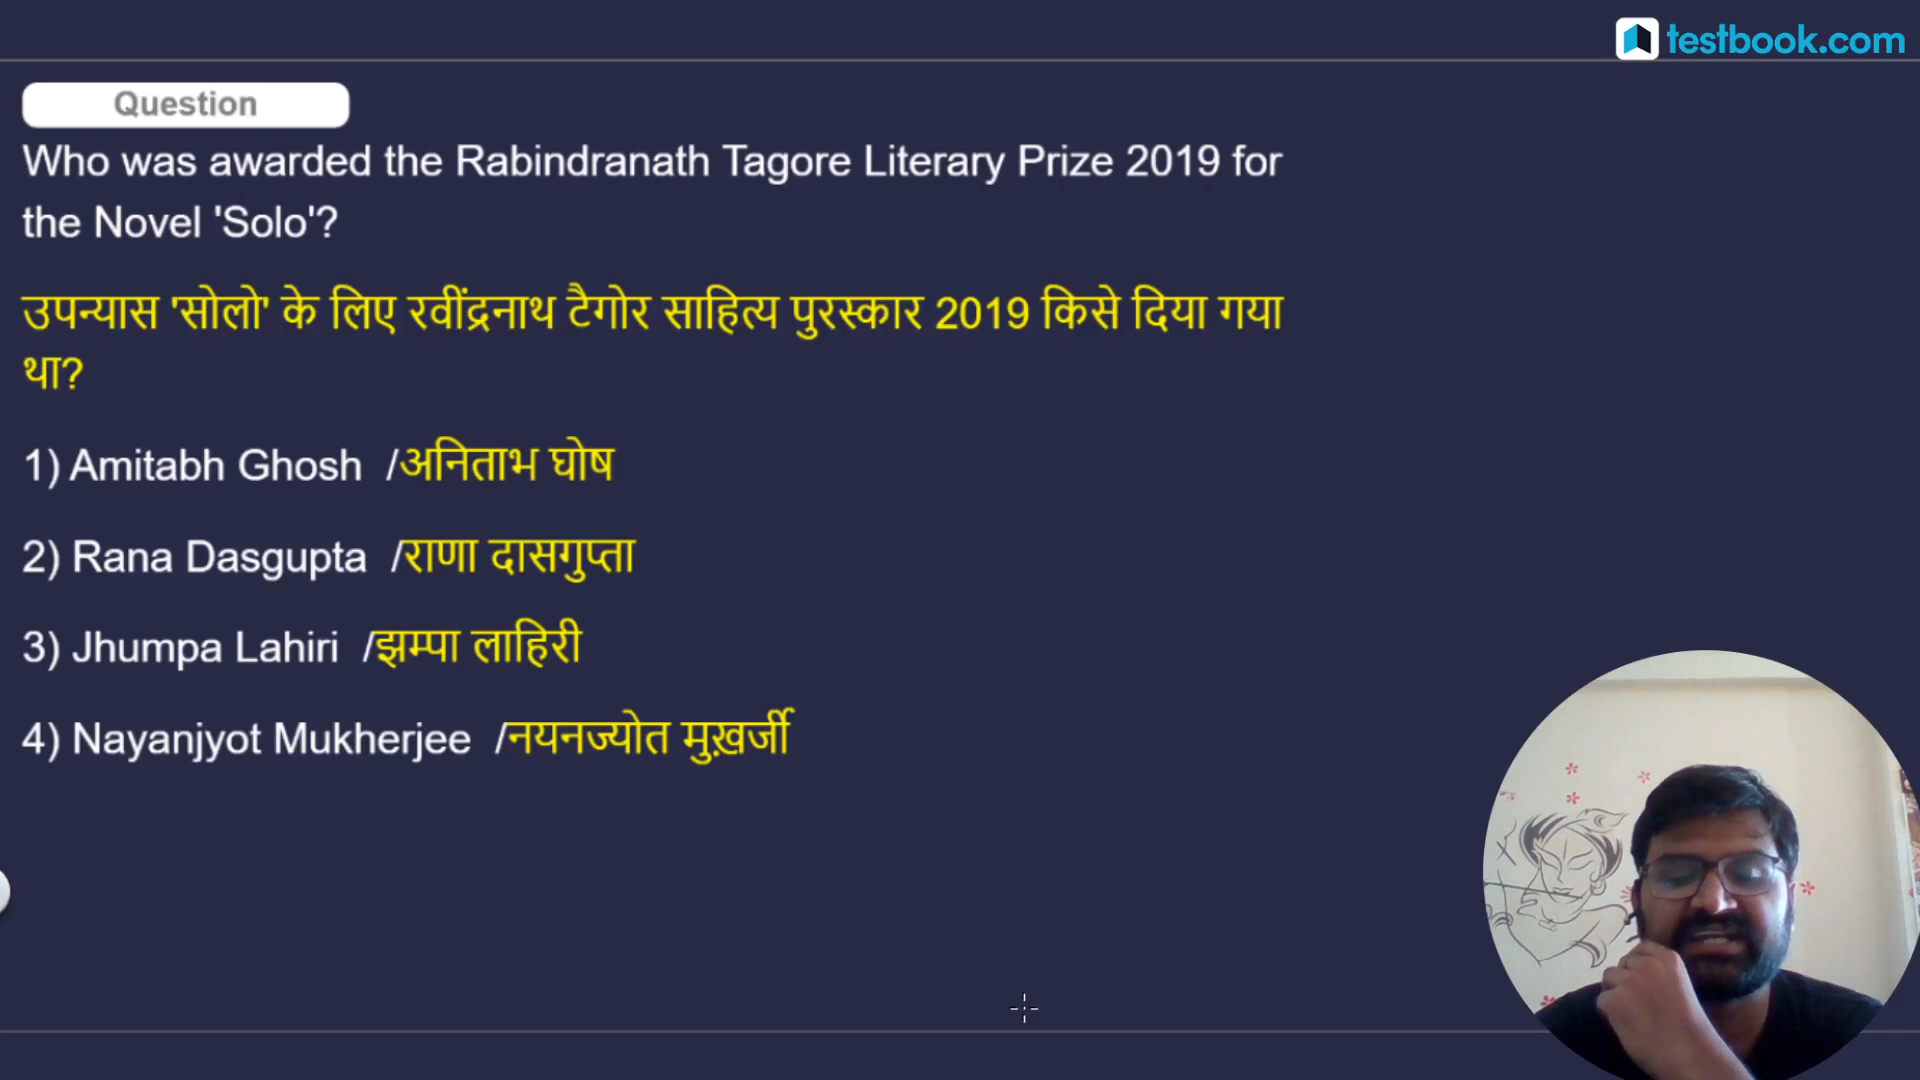 testbook.com
Question
Who was awarded the Rabindranath Tagore Literary Prize 2019 for
the Novel 'Solo'?
उपन्यास 'सोलो' के लिए रवींद्रनाथ टैगोर साहित्य पुरस्कार 2019 किसे दिया गया
था?
1) Amitabh Ghosh /अनिताभ घोष
2) Rana Dasgupta /राणा दासगुप्ता
3) Jhumpa Lahiri /झम्पा लाहिरी
4) Nayanjyot Mukherjee /नयनज्योत मुख़र्जी